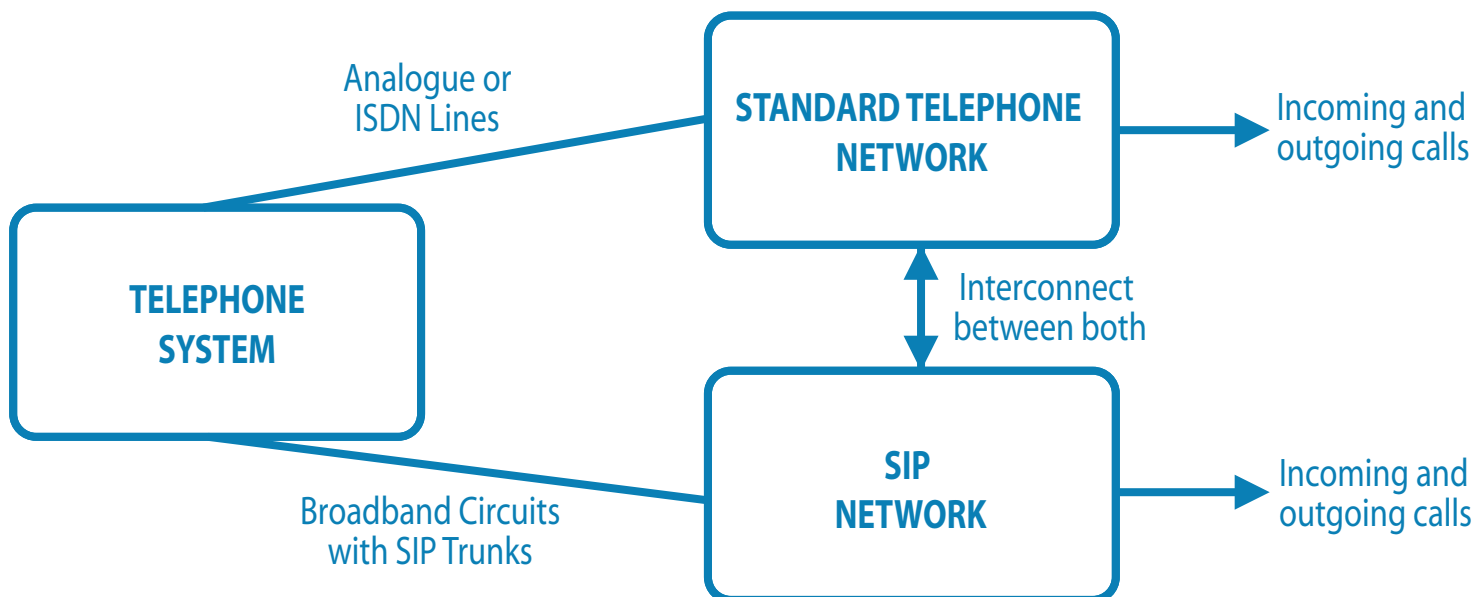 Analogue or
ISDN Lines
STANDARD TELEPHONE
NETWORK
Incoming and
outgoing calls
TELEPHONE
SYSTEM
Interconnect
between both
Broadband Circuits
with SIP Trunks
SIP
NETWORK
Incoming and
outgoing calls